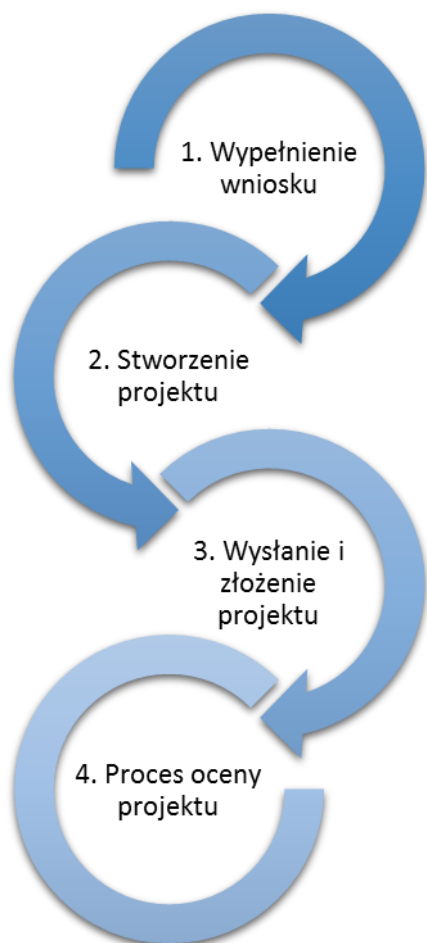 1. Wypełnienie
wniosku
2. Stworzenie
projektu
3. Wysłanie i
złożenie
projektu
4. Proces oceny
projektu